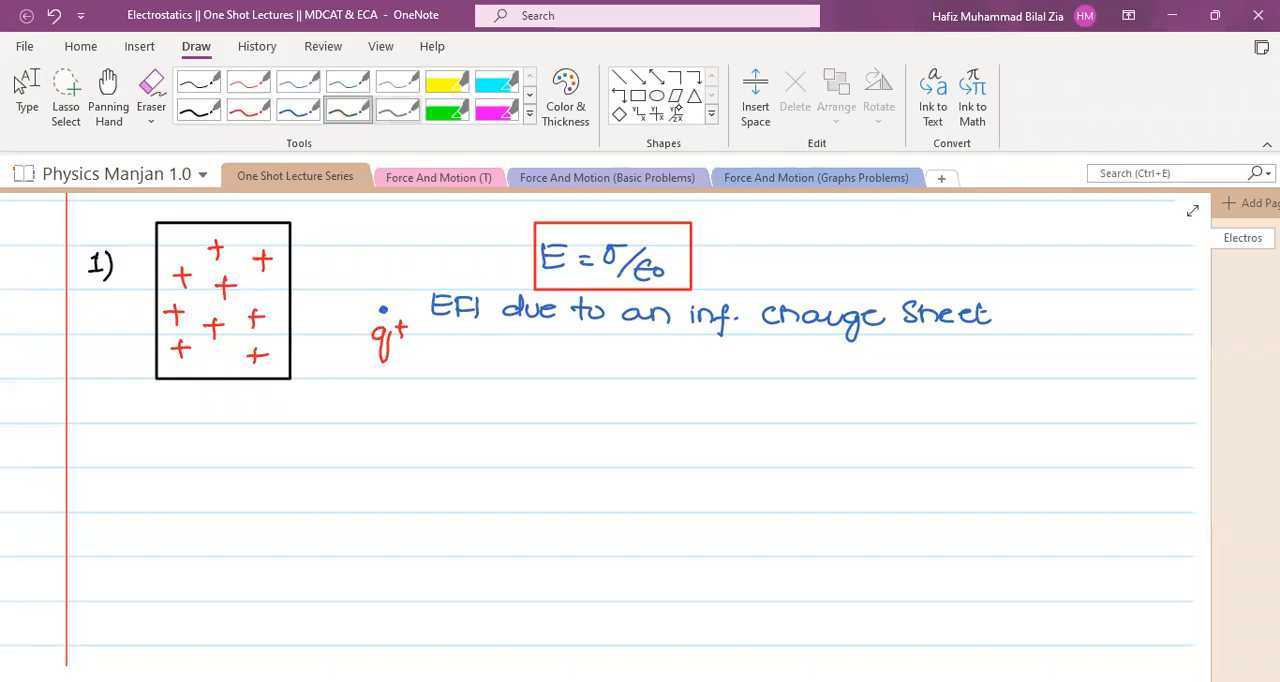 Electrostatics || One Shot Lectures || MDCAT & ECA - OneNote
Search
Hafiz Muhammad Bilal Zia HM
File Home Insert Draw History Review View Help
Type
Lasso Select
Panning Hand
Eraser
Color & Thickness
Insert Space
Delete
Arrange
Rotate
Ink to Text
Ink to Math
Tools Shapes Edit Convert
Physics Manjan 1.0
One Shot Lecture Series
Force And Motion (T)
Force And Motion (Basic Problems)
Force And Motion (Graphs Problems)
Search (Ctrl+E)
Add Pag
Electros
1)
+ + + + + + + + + +
E = σ/ε₀
EFI due to an inf. charge Sheet
q+